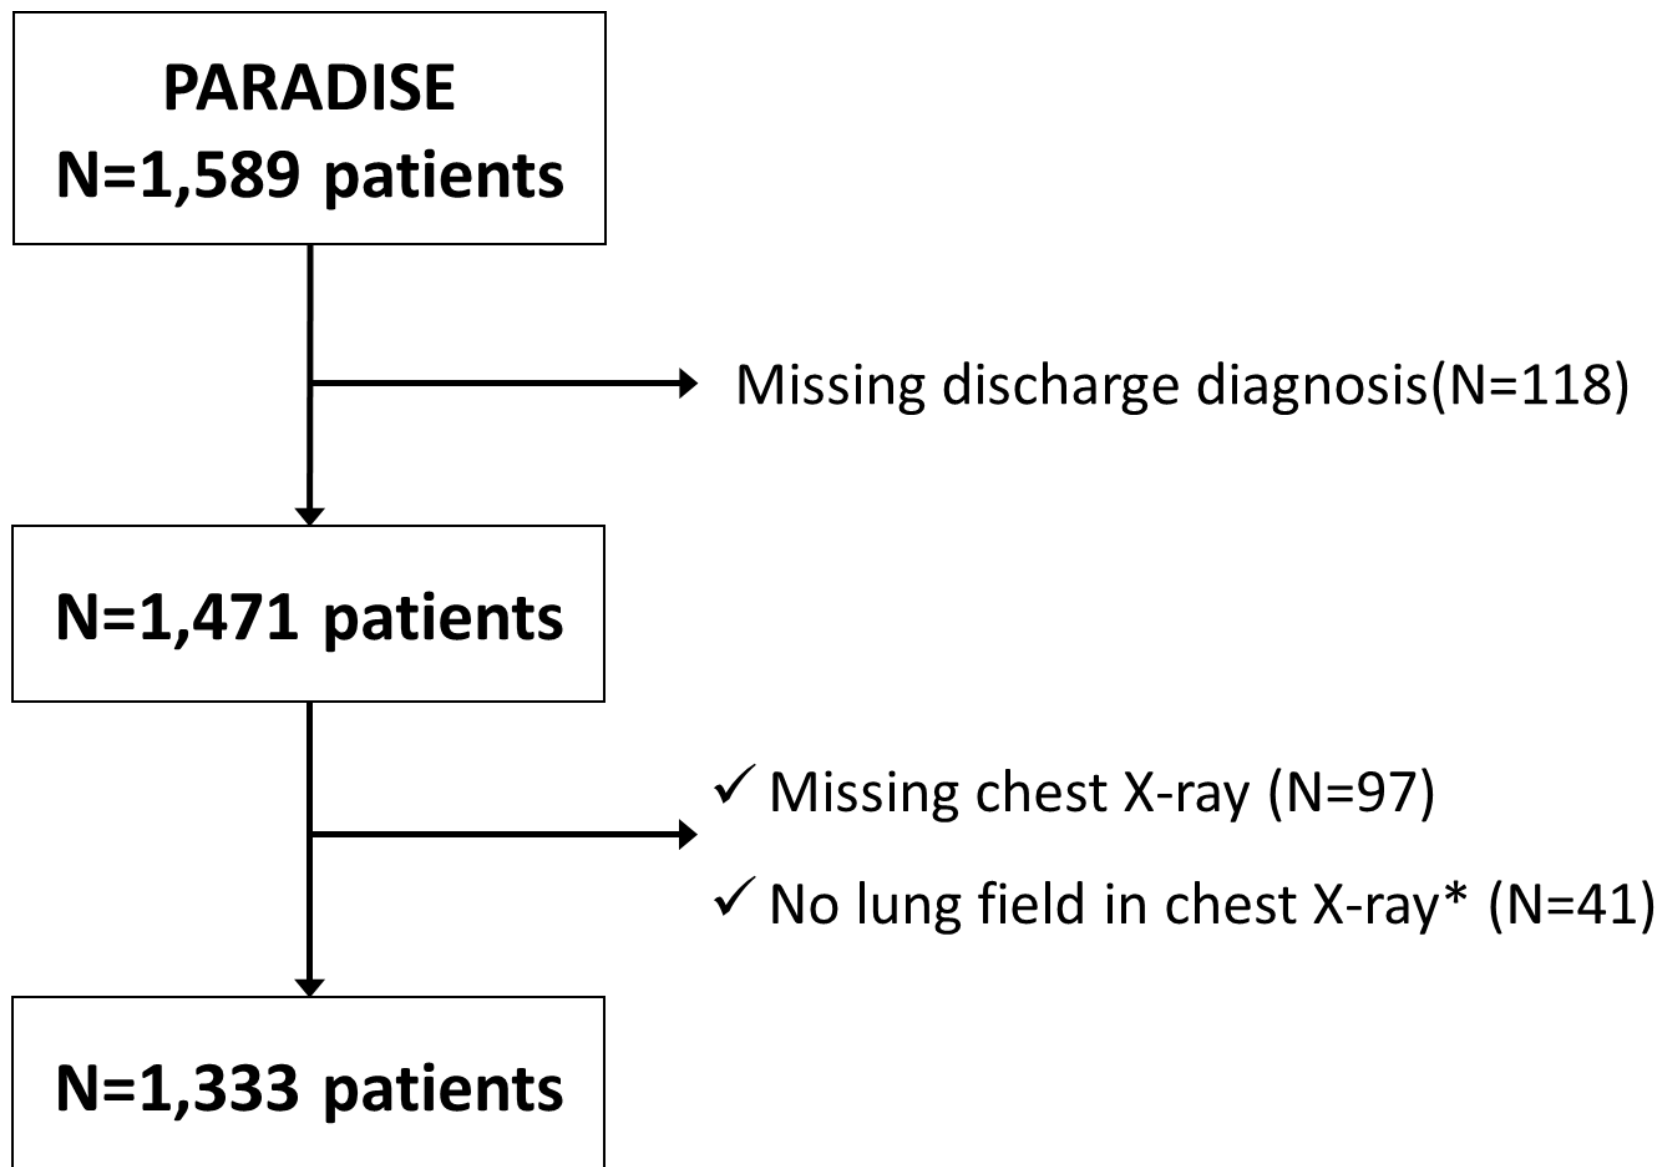 PARADISE
N=1,589 patients
Missing discharge diagnosis(N=118)
N=1,471 patients
✓ Missing chest X-ray (N=97)
✓ No lung field in chest X-ray* (N=41)
N=1,333 patients